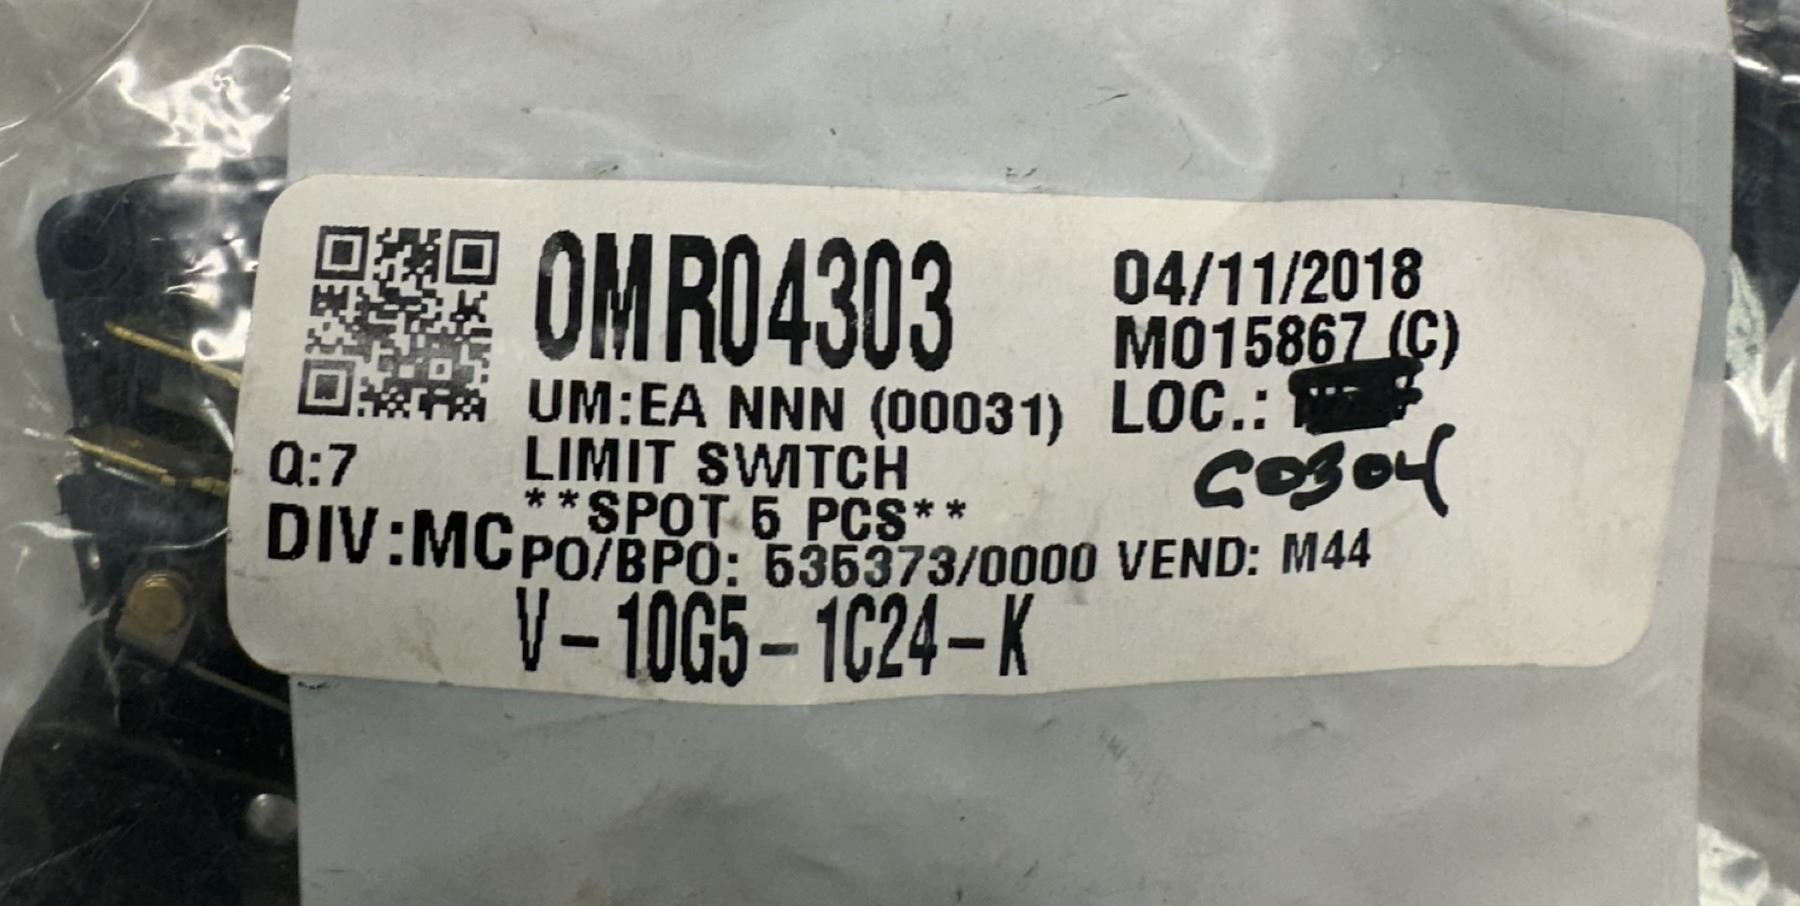 OMR04303
04/11/2018
M015867 (C)
UM:EA NNN (00031)
LOC.:
C0304
Q:7
LIMIT SWITCH
**SPOT 5 PCS**
DIV:MC
PO/BPO: 535373/0000 VEND: M44
V-10G5-1C24-K